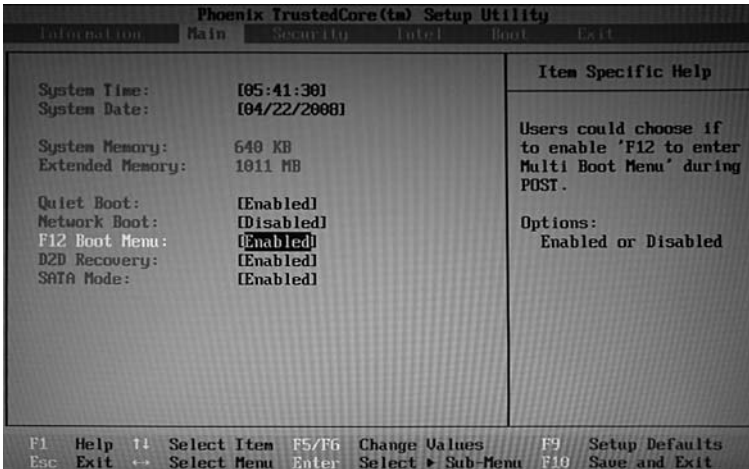 Phoenix TrustedCore(tm) Setup Utility
Information Main Security Intel Boot Exit
Item Specific Help
System Time: [05:41:30]
System Date: [04/22/2008]
System Memory: 640 KB
Extended Memory: 1011 MB
Quiet Boot: [Enabled]
Network Boot: [Disabled]
F12 Boot Menu: [Enabled]
D2D Recovery: [Enabled]
SATA Mode: [Enabled]
Users could choose if
to enable 'F12 to enter
Multi Boot Menu' during
POST.
Options:
Enabled or Disabled
F1 Help ↑↓ Select Item F5/F6 Change Values F9 Setup Defaults
Esc Exit ↔ Select Menu Enter Select ▶ Sub-Menu F10 Save and Exit